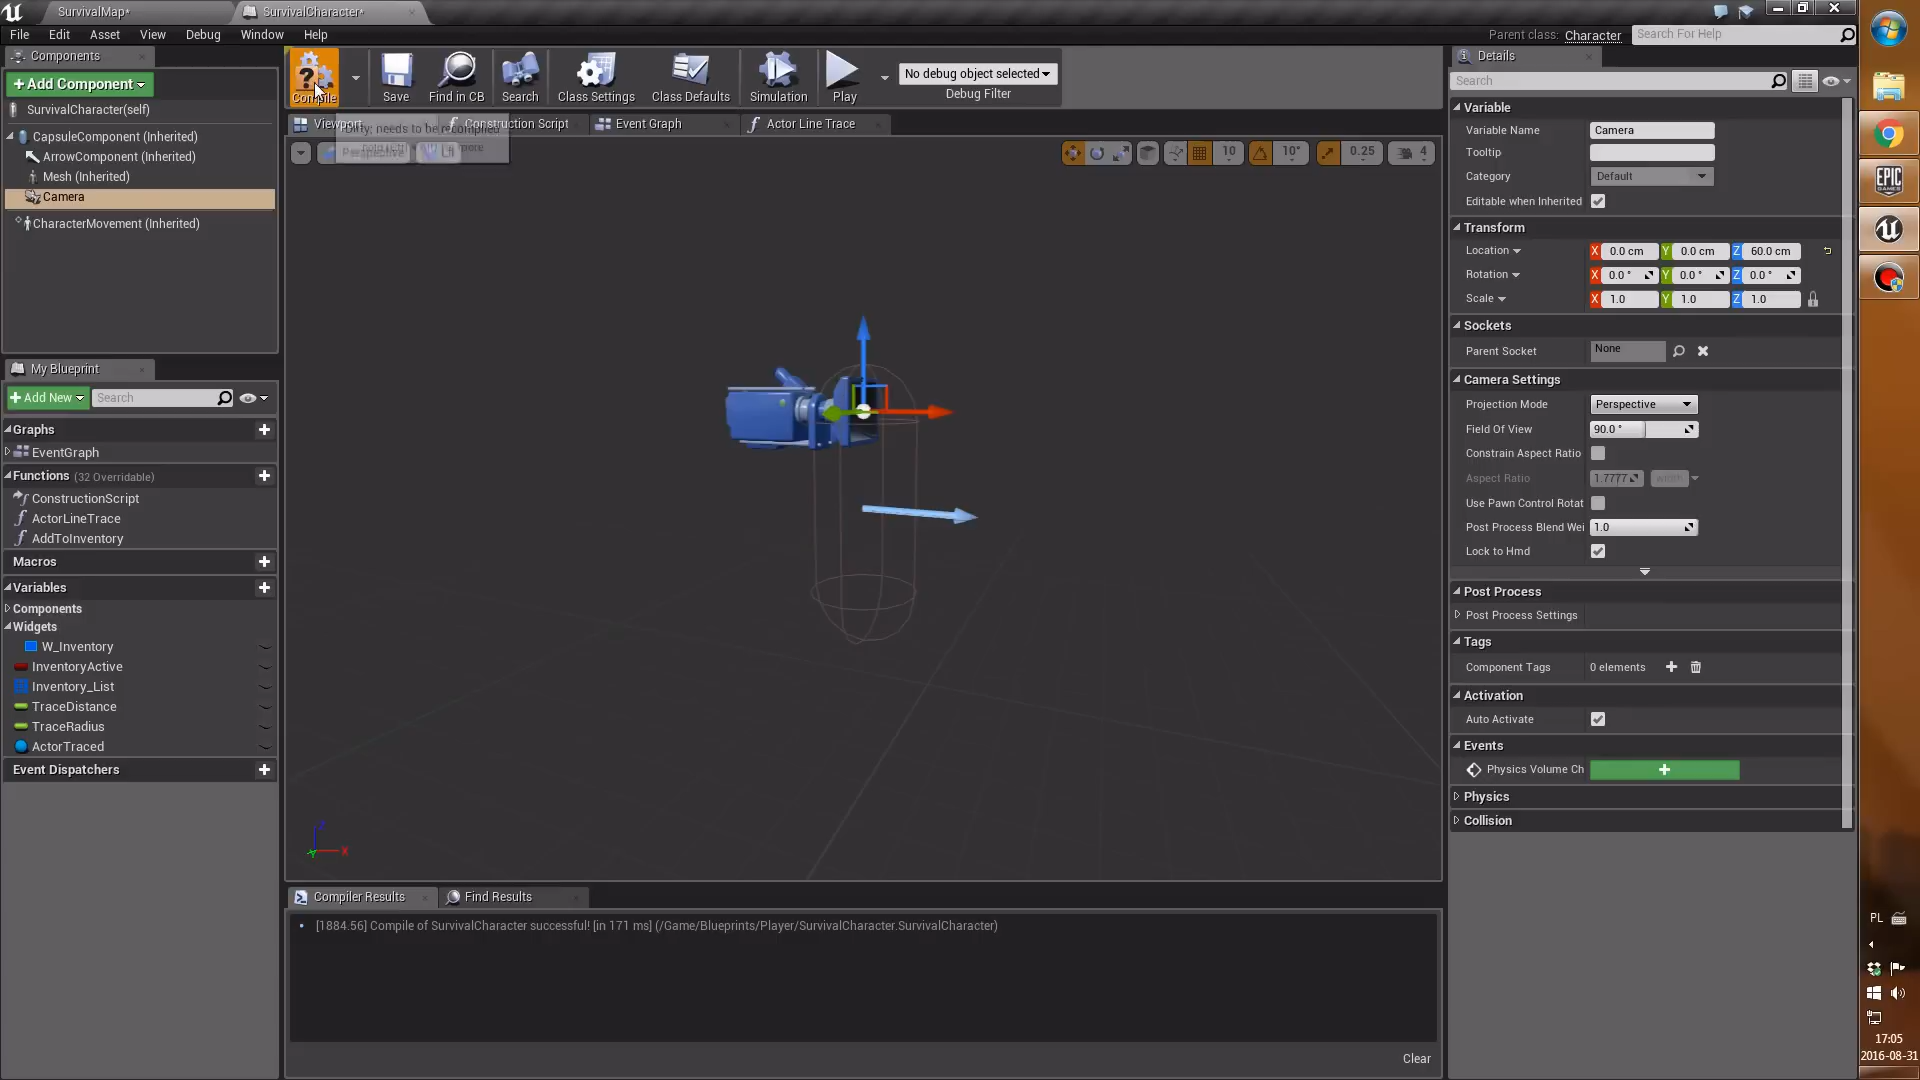 SurvivalMap*
SurvivalCharacter*
File Edit Asset View Debug Window Help
Parent class: Character
Search For Help
Components
+Add Component
SurvivalCharacter(self)
CapsuleComponent (Inherited)
ArrowComponent (Inherited)
Mesh (Inherited)
Camera
CharacterMovement (Inherited)
My Blueprint
+Add New
Search
Graphs
EventGraph
Functions (32 Overridable)
ConstructionScript
ActorLineTrace
AddToInventory
Macros
Variables
Components
Widgets
W_Inventory
InventoryActive
Inventory_List
TraceDistance
TraceRadius
ActorTraced
Event Dispatchers
Compile
Save
Find in CB
Search
Class Settings
Class Defaults
Simulation
Play
No debug object selected
Debug Filter
Viewport
Construction Script
Event Graph
Actor Line Trace
Dirty; needs to be recompiled
Perspective
Lit
10
10°
0.25
4
Z
X
Y
Compiler Results
Find Results
[1884.56] Compile of SurvivalCharacter successful! [in 171 ms] (/Game/Blueprints/Player/SurvivalCharacter.SurvivalCharacter)
Clear
Details
Search
Variable
Variable Name Camera
Tooltip
Category Default
Editable when Inherited
Transform
Location X 0.0 cm Y 0.0 cm Z 60.0 cm
Rotation X 0.0 ° Y 0.0 ° Z 0.0 °
Scale X 1.0 Y 1.0 Z 1.0
Sockets
Parent Socket None
Camera Settings
Projection Mode Perspective
Field Of View 90.0 °
Constrain Aspect Ratio
Aspect Ratio 1.7777 width
Use Pawn Control Rotat
Post Process Blend Wei 1.0
Lock to Hmd
Post Process
Post Process Settings
Tags
Component Tags 0 elements
Activation
Auto Activate
Events
Physics Volume Ch
Physics
Collision
EPIC
GAMES
PL
17:05
2016-08-31